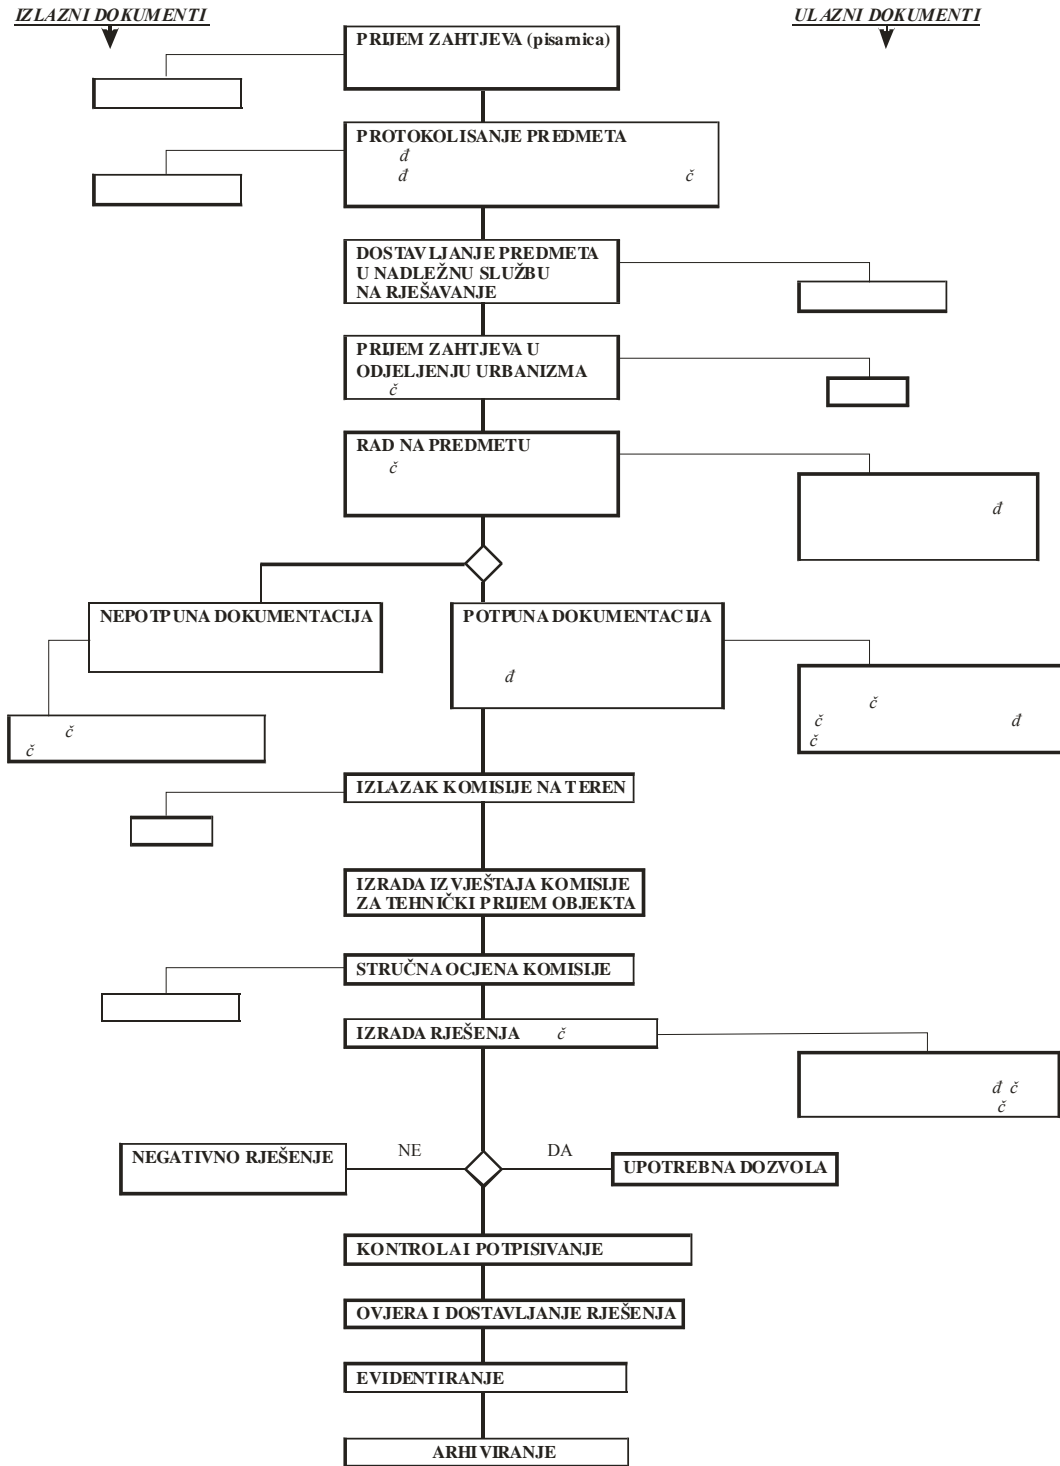 IZLAZNI DOKUMENTI
ULAZNI DOKUMENTI
PRIJEM ZAHTJEVA (pisarnica)
PROTOKOLISANJE PREDMETA
đ
đ č
DOSTAVLJANJE PREDMETA
U NADLEŽNU SLUŽBU
NA RJEŠAVANJE
PRIJEM ZAHTJEVA U
ODJELJENJU URBANIZMA
č
RAD NA PREDMETU
č
đ
NEPOTPUNA DOKUMENTACIJA
POTPUNA DOKUMENTACIJA
đ
č
č
č
č đ
č
IZLAZAK KOMISIJE NA TEREN
IZRADA IZVJEŠTAJA KOMISIJE
ZA TEHNIČKI PRIJEM OBJEKTA
STRUČNA OCJENA KOMISIJE
IZRADA RJEŠENJA č
đ č
č
NEGATIVNO RJEŠENJE
NE
DA
UPOTREBNA DOZVOLA
KONTROLA I POTPISIVANJE
OVJERA I DOSTAVLJANJE RJEŠENJA
EVIDENTIRANJE
ARHIVIRANJE